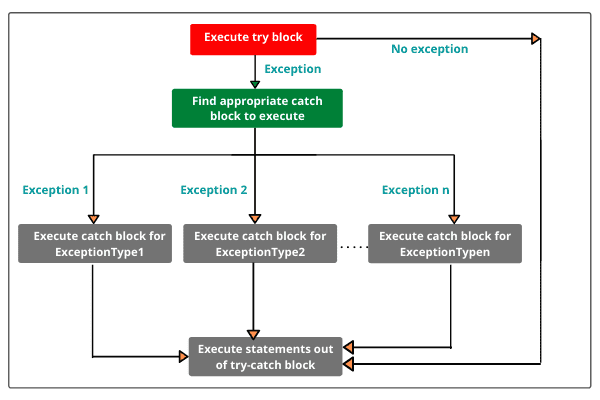 Execute try block
No exception
Exception
Find appropriate catch
block to execute
Exception 1
Exception 2
Exception n
Execute catch block for
ExceptionType1
Execute catch block for
ExceptionType2
.....
Execute catch block for
ExceptionTypen
Execute statements out
of try-catch block